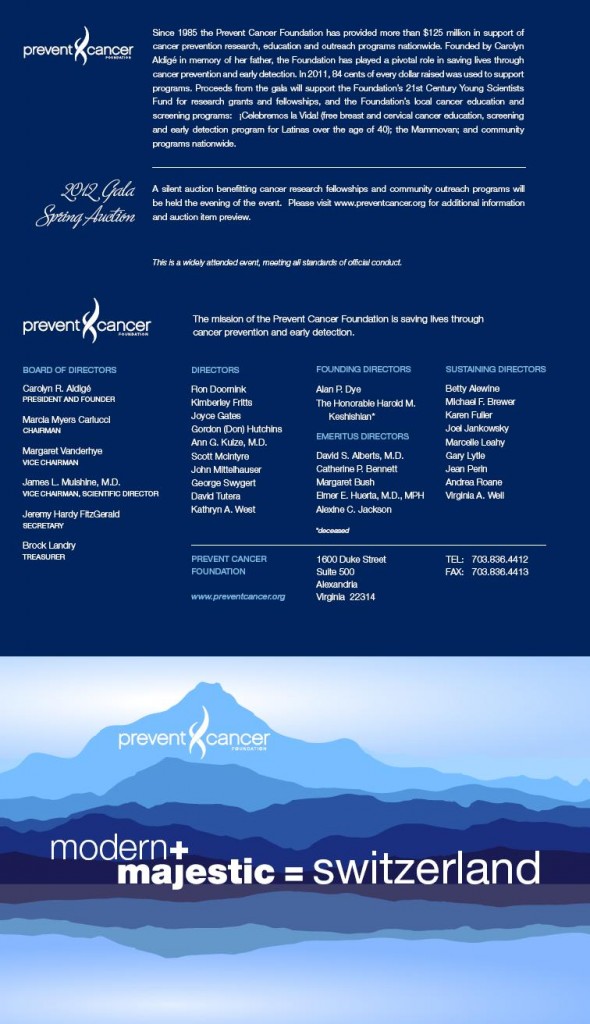 prevent cancer
FOUNDATION
Since 1985 the Prevent Cancer Foundation has provided more than $125 million in support of
cancer prevention research, education and outreach programs nationwide. Founded by Carolyn
Aldigé in memory of her father, the Foundation has played a pivotal role in saving lives through
cancer prevention and early detection. In 2011, 84 cents of every dollar raised was used to support
programs. Proceeds from the gala will support the Foundation's 21st Century Young Scientists
Fund for research grants and fellowships, and the Foundation's local cancer education and
screening programs: ¡Celebremos la Vida! (free breast and cervical cancer education, screening
and early detection program for Latinas over the age of 40); the Mammovan; and community
programs nationwide.
2012 Gala
Spring Auction
A silent auction benefitting cancer research fellowships and community outreach programs will
be held the evening of the event. Please visit www.preventcancer.org for additional information
and auction item preview.
This is a widely attended event, meeting all standards of official conduct.
prevent cancer
FOUNDATION
The mission of the Prevent Cancer Foundation is saving lives through
cancer prevention and early detection.
BOARD OF DIRECTORS
Carolyn R. Aldigé
PRESIDENT AND FOUNDER
Marcia Myers Carlucci
CHAIRMAN
Margaret Vanderhye
VICE CHAIRMAN
James L. Mulshine, M.D.
VICE CHAIRMAN, SCIENTIFIC DIRECTOR
Jeremy Hardy FitzGerald
SECRETARY
Brock Landry
TREASURER
DIRECTORS
Ron Doornink
Kimberley Fritts
Joyce Gates
Gordon (Don) Hutchins
Ann G. Kulze, M.D.
Scott McIntyre
John Mittelhauser
George Swygert
David Tutera
Kathryn A. West
FOUNDING DIRECTORS
Alan P. Dye
The Honorable Harold M.
Keshishian*
EMERITUS DIRECTORS
David S. Alberts, M.D.
Catherine P. Bennett
Margaret Bush
Elmer E. Huerta, M.D., MPH
Alexine C. Jackson
*deceased
SUSTAINING DIRECTORS
Betty Alewine
Michael F. Brewer
Karen Fuller
Joel Jankowsky
Marcelle Leahy
Gary Lytle
Jean Perin
Andrea Roane
Virginia A. Weil
PREVENT CANCER
FOUNDATION
www.preventcancer.org
1600 Duke Street
Suite 500
Alexandria
Virginia 22314
TEL: 703.836.4412
FAX: 703.836.4413
prevent cancer
FOUNDATION
modern+
majestic = switzerland